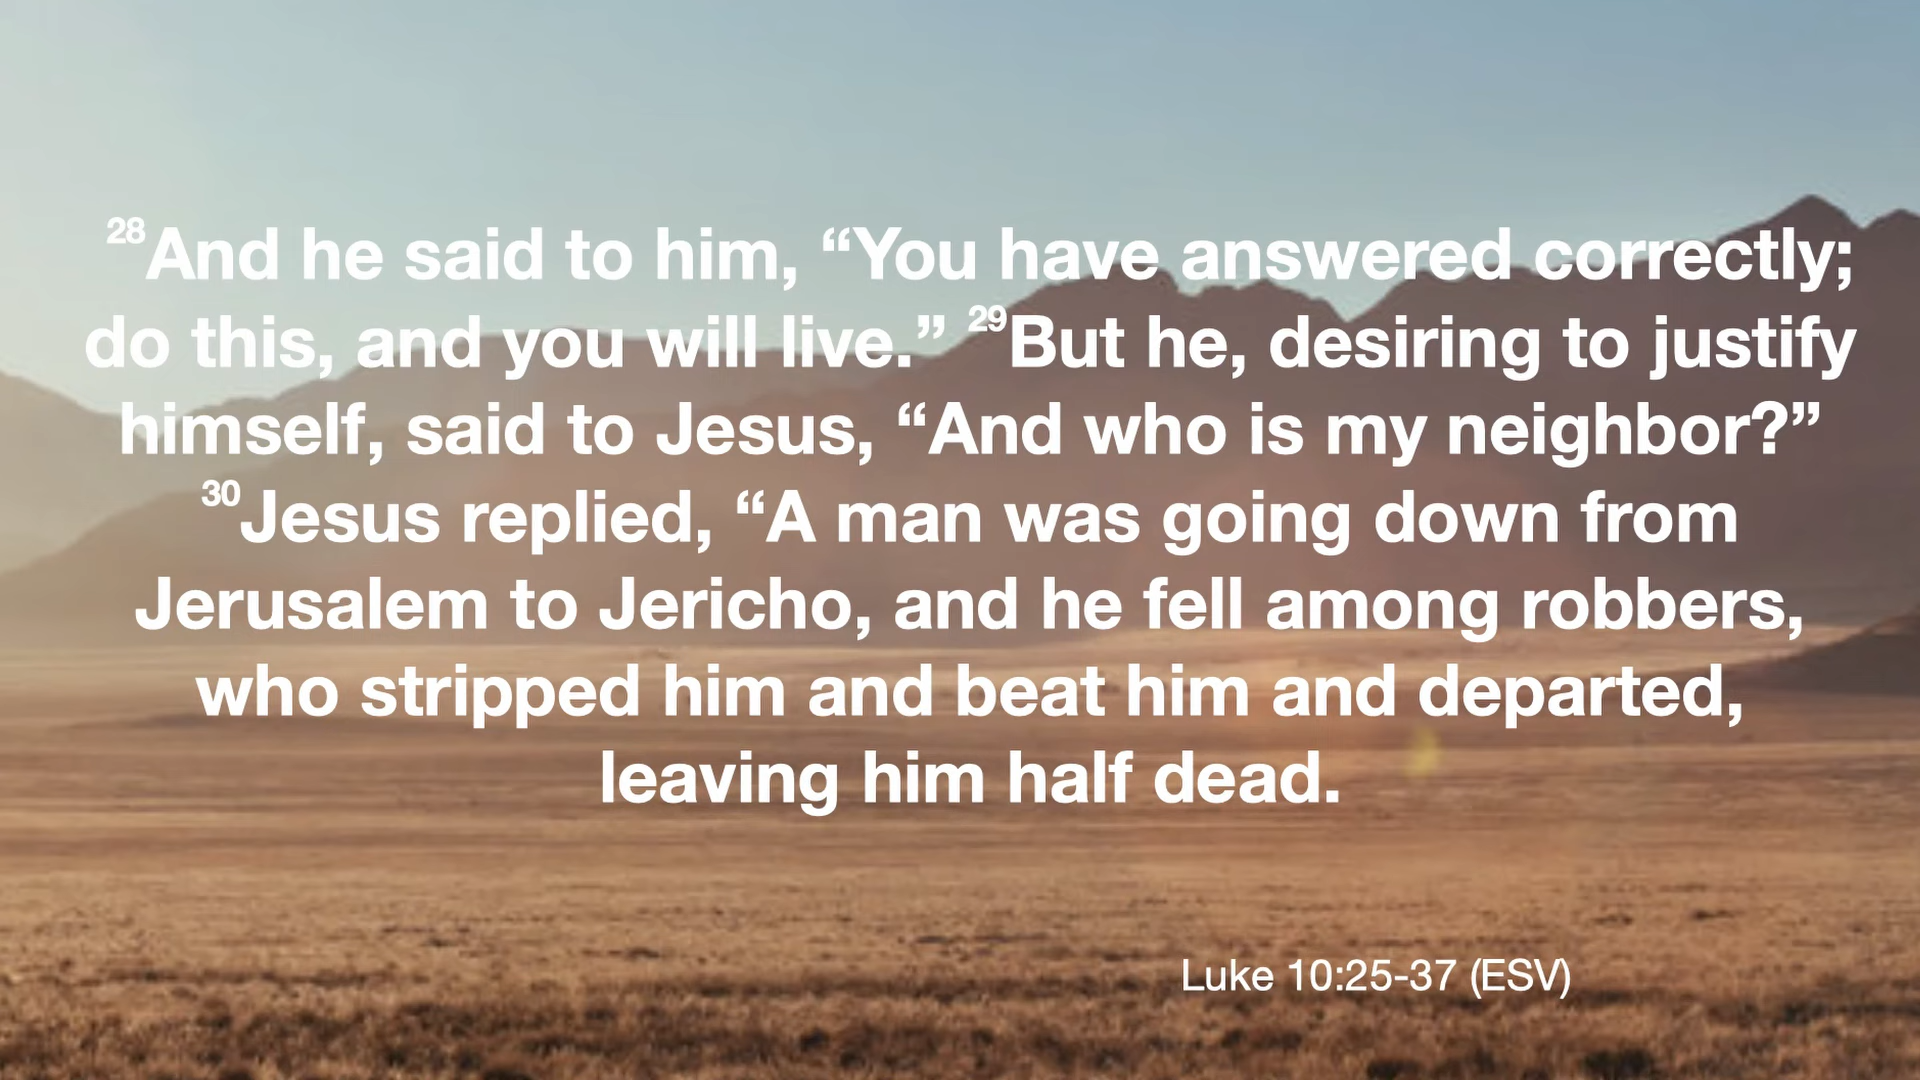 28And he said to him, “You have answered correctly;
do this, and you will live.” 29But he, desiring to justify
himself, said to Jesus, “And who is my neighbor?”
30Jesus replied, “A man was going down from
Jerusalem to Jericho, and he fell among robbers,
who stripped him and beat him and departed,
leaving him half dead.
Luke 10:25-37 (ESV)